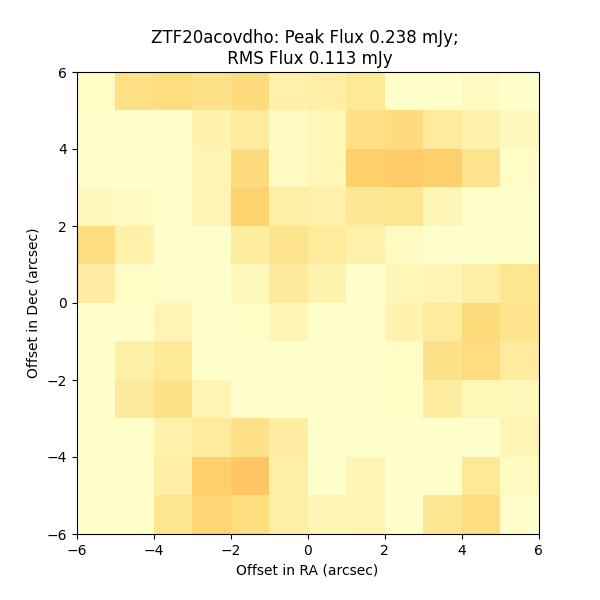 ZTF20acovdho: Peak Flux 0.238 mJy;
RMS Flux 0.113 mJy
6
4
2
0
−2
−4
−6
Offset in Dec (arcsec)
−6 −4 −2 0 2 4 6
Offset in RA (arcsec)